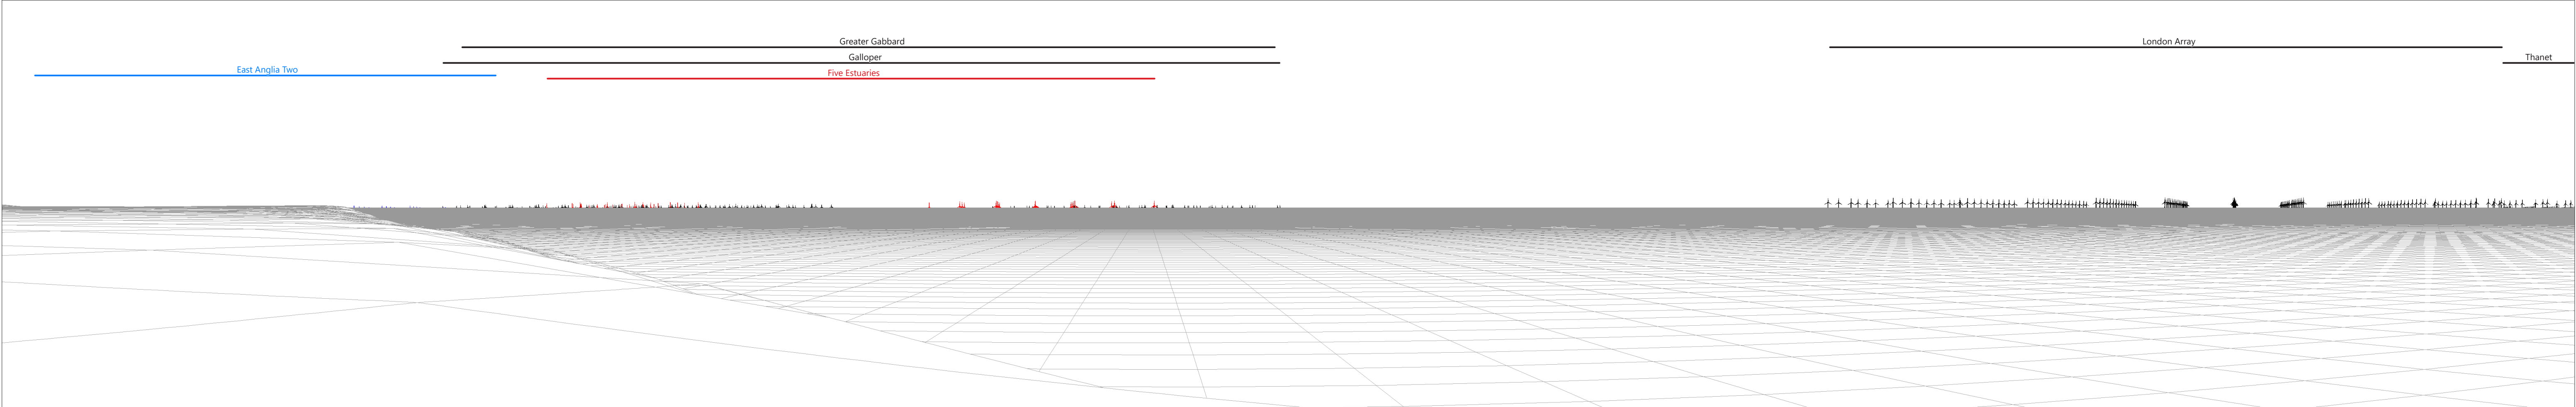 Greater Gabbard
London Array
Galloper
Thanet
East Anglia Two
Five Estuaries